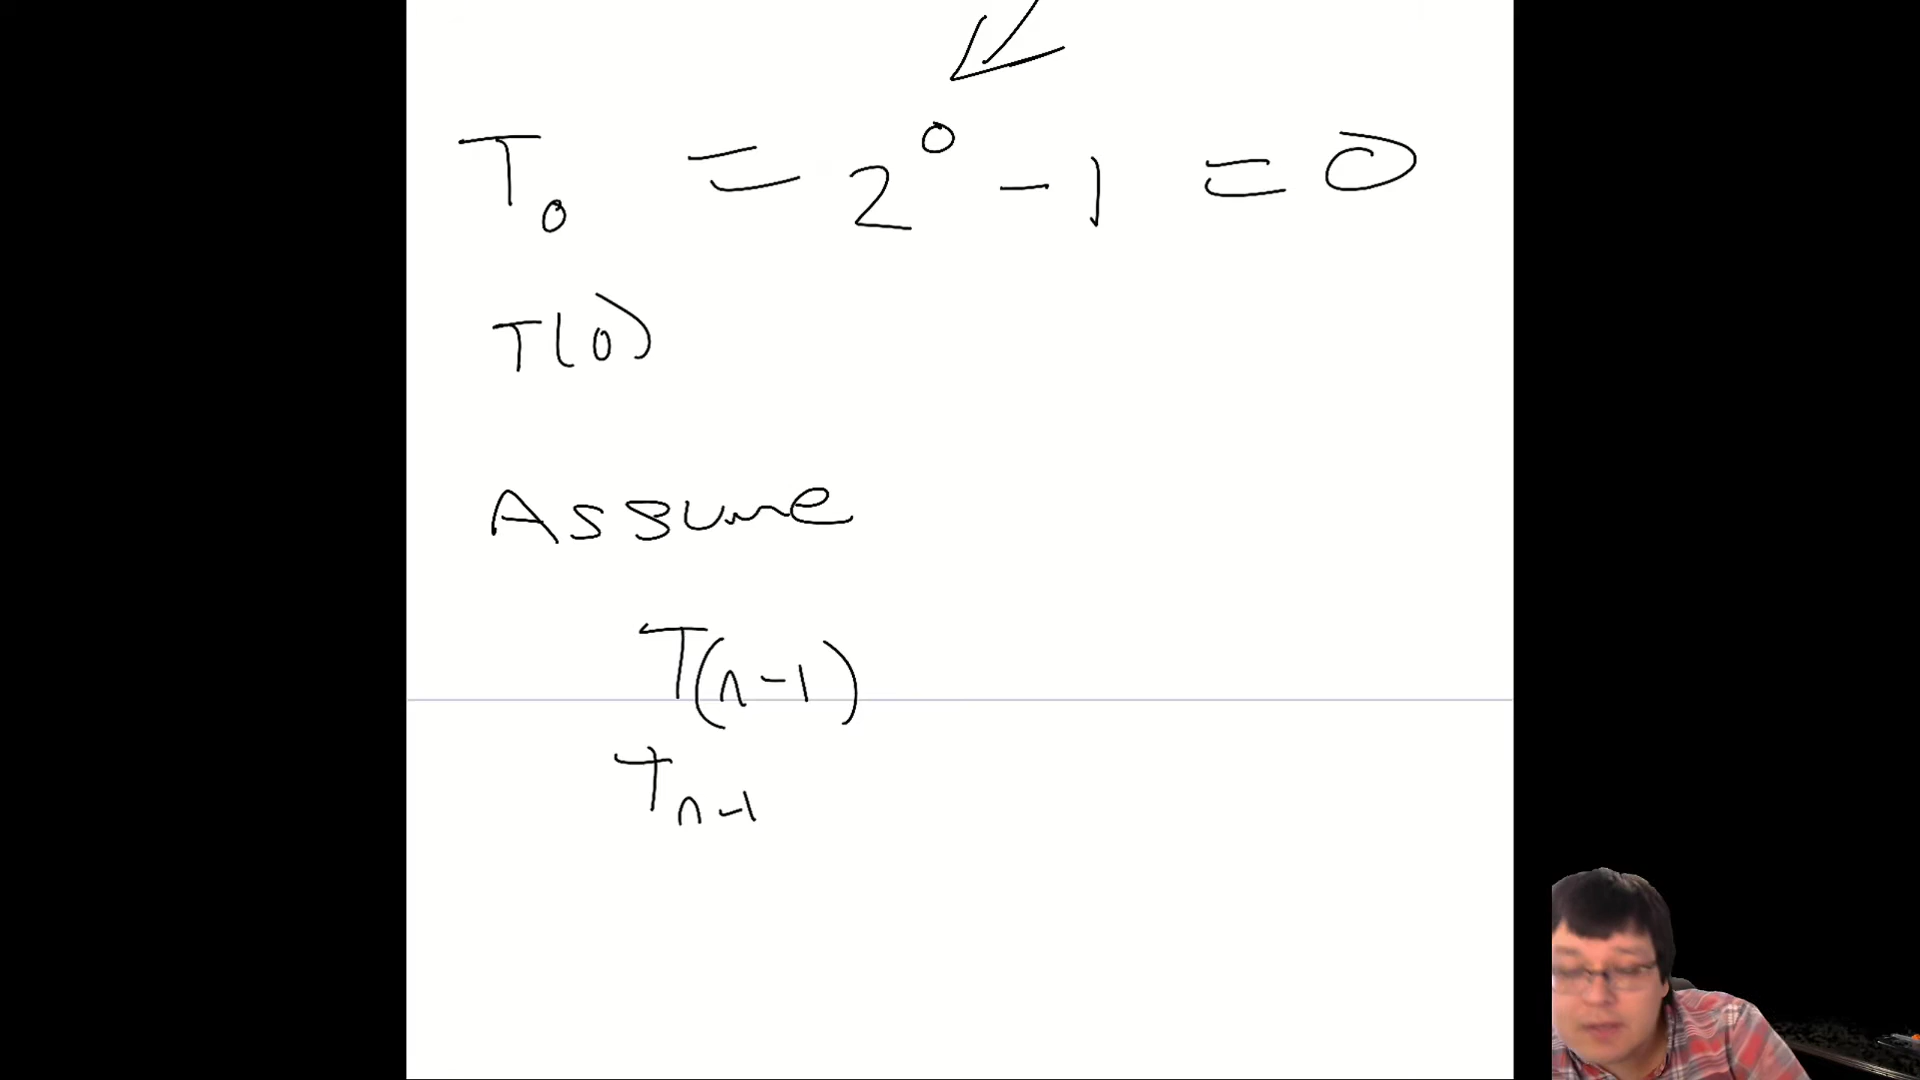 T₀ = 2⁰ - 1 = 0
T(0)
Assume
T(n-1)
Tₙ₋₁